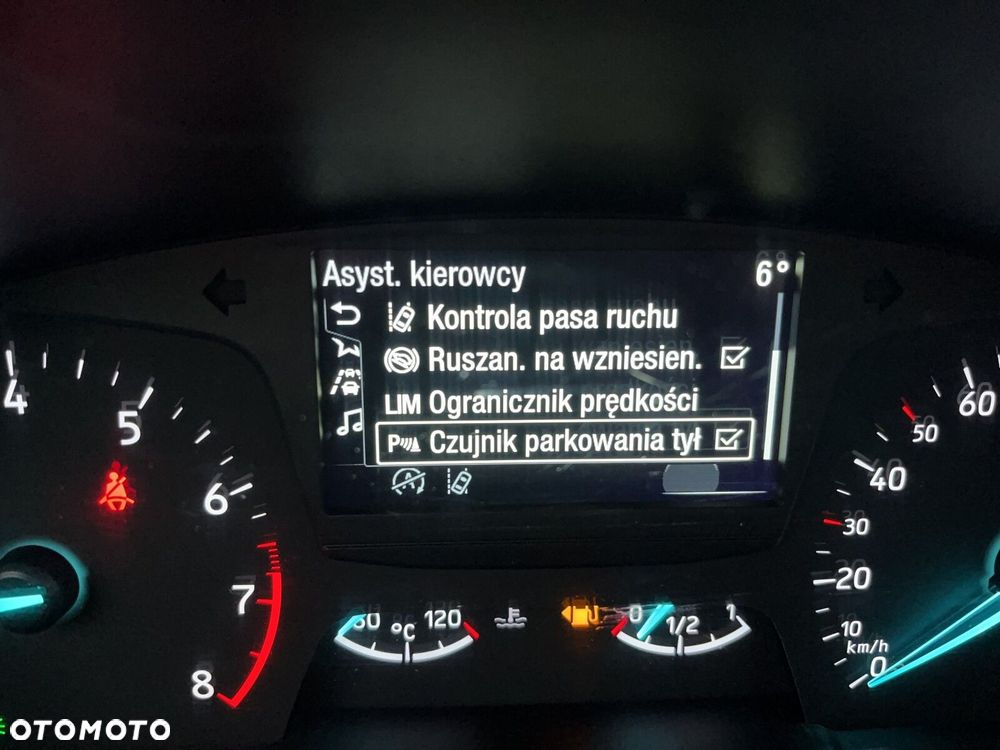 Asyst. kierowcy 6°
Kontrola pasa ruchu
Ruszan. na wzniesien.
LIM Ogranicznik prędkości
P Czujnik parkowania tył
A
4
5
6
7
8
60
50
40
30
20
10
km/h
0
60 °C 120
0 1/2 1
OTOMOTO